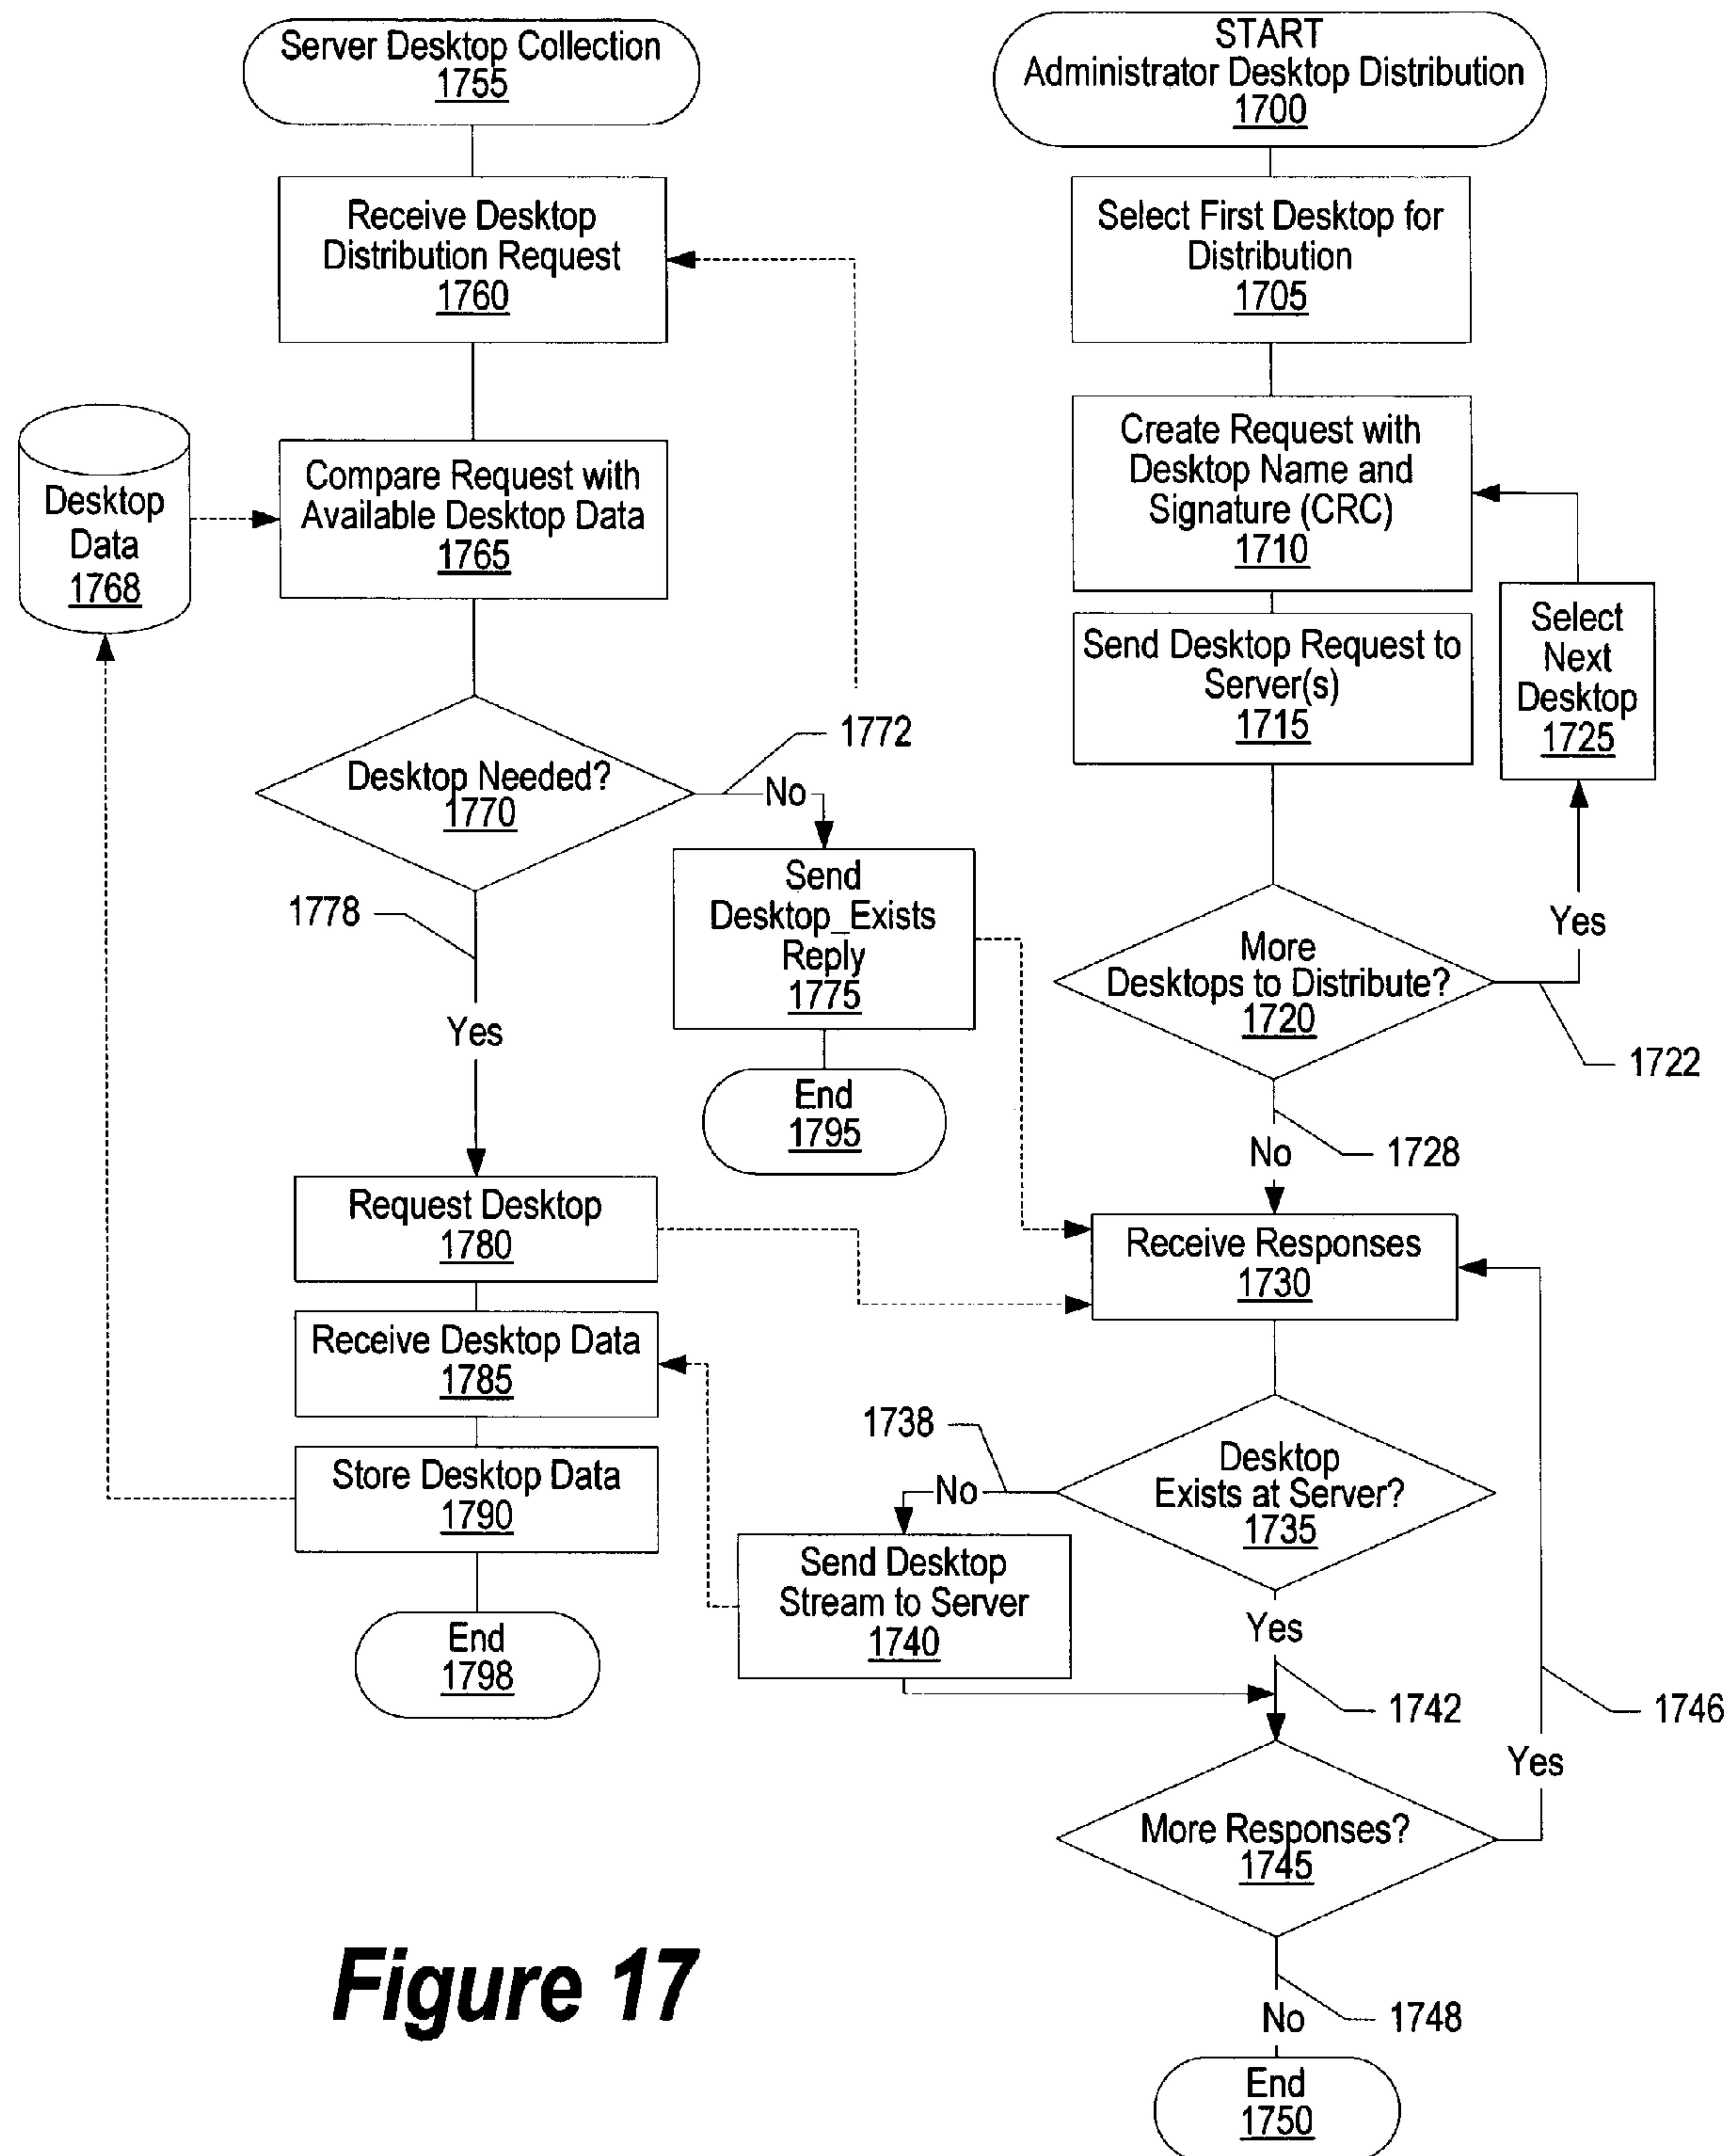 Server Desktop Collection
1755
Receive Desktop
Distribution Request
1760
Desktop
Data
1768
Compare Request with
Available Desktop Data
1765
Desktop Needed?
1770
1772
No
1778
Yes
Send
Desktop_Exists
Reply
1775
End
1795
Request Desktop
1780
Receive Desktop Data
1785
Store Desktop Data
1790
End
1798
START
Administrator Desktop Distribution
1700
Select First Desktop for
Distribution
1705
Create Request with
Desktop Name and
Signature (CRC)
1710
Send Desktop Request to
Server(s)
1715
Select
Next
Desktop
1725
Yes
More
Desktops to Distribute?
1720
1722
1728
No
Receive Responses
1730
1738
No
Desktop
Exists at Server?
1735
Send Desktop
Stream to Server
1740
Yes
1742
1746
Yes
More Responses?
1745
1748
No
End
1750
Figure 17